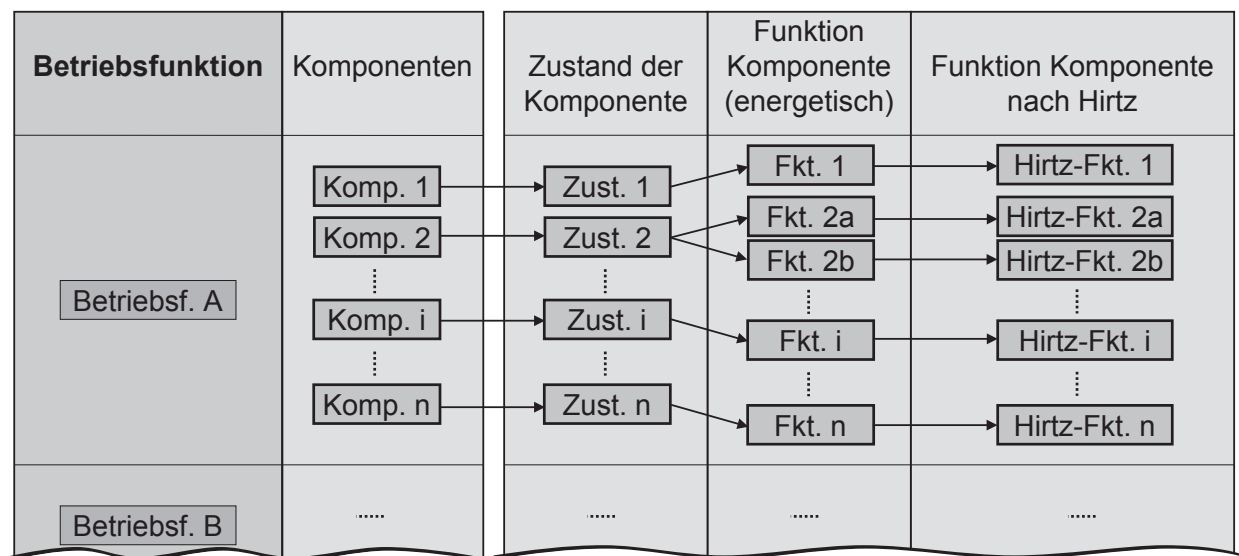 Betriebsfunktion
Komponenten
Zustand der
Komponente
Funktion
Komponente
(energetisch)
Funktion Komponente
nach Hirtz
Betriebsf. A
Komp. 1
Zust. 1
Fkt. 1
Hirtz-Fkt. 1
Komp. 2
Zust. 2
Fkt. 2a
Hirtz-Fkt. 2a
Fkt. 2b
Hirtz-Fkt. 2b
Komp. i
Zust. i
Fkt. i
Hirtz-Fkt. i
Komp. n
Zust. n
Fkt. n
Hirtz-Fkt. n
Betriebsf. B
......
......
......
......